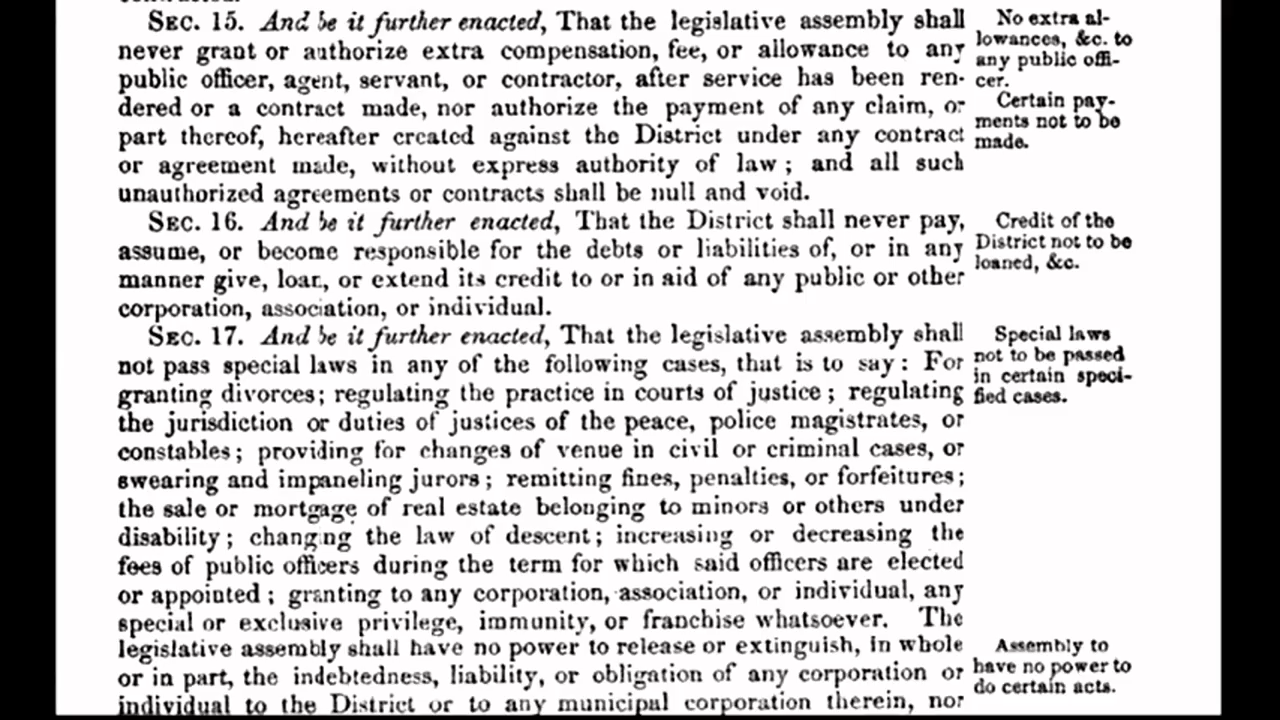 SEC. 15. And be it further enacted, That the legislative assembly shall
never grant or authorize extra compensation, fee, or allowance to any
public officer, agent, servant, or contractor, after service has been ren-
dered or a contract made, nor authorize the payment of any claim, or
part thereof, hereafter created against the District under any contract
or agreement made, without express authority of law; and all such
unauthorized agreements or contracts shall be null and void.
No extra al-
lowances, &c. to
any public offi-
cer.
Certain pay-
ments not to be
made.
SEC. 16. And be it further enacted, That the District shall never pay,
assume, or become responsible for the debts or liabilities of, or in any
manner give, loan, or extend its credit to or in aid of any public or other
corporation, association, or individual.
Credit of the
District not to be
loaned, &c.
SEC. 17. And be it further enacted, That the legislative assembly shall
not pass special laws in any of the following cases, that is to say: For
granting divorces; regulating the practice in courts of justice; regulating
the jurisdiction or duties of justices of the peace, police magistrates, or
constables; providing for changes of venue in civil or criminal cases, or
swearing and impaneling jurors; remitting fines, penalties, or forfeitures;
the sale or mortgage of real estate belonging to minors or others under
disability; changing the law of descent; increasing or decreasing the
fees of public officers during the term for which said officers are elected
or appointed; granting to any corporation, association, or individual, any
special or exclusive privilege, immunity, or franchise whatsoever. The
legislative assembly shall have no power to release or extinguish, in whole
or in part, the indebtedness, liability, or obligation of any corporation or
individual to the District or to any municipal corporation therein, nor
Special laws
not to be passed
in certain speci-
fied cases.
Assembly to
have no power to
do certain acts.